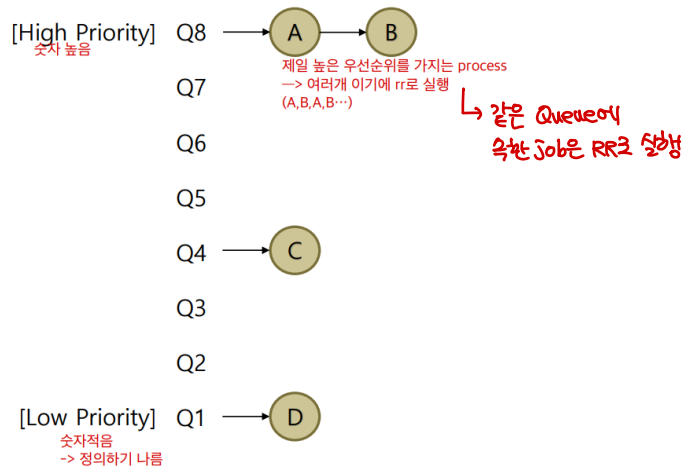 [High Priority] Q8 A B
숫자 높음
제일 높은 우선순위를 가지는 process
—> 여러개 이기에 rr로 실행
(A,B,A,B…)
Q7
같은 Queue에
속한 job은 RR로 실행
Q6
Q5
Q4 C
Q3
Q2
[Low Priority] Q1 D
숫자적음
-> 정의하기 나름